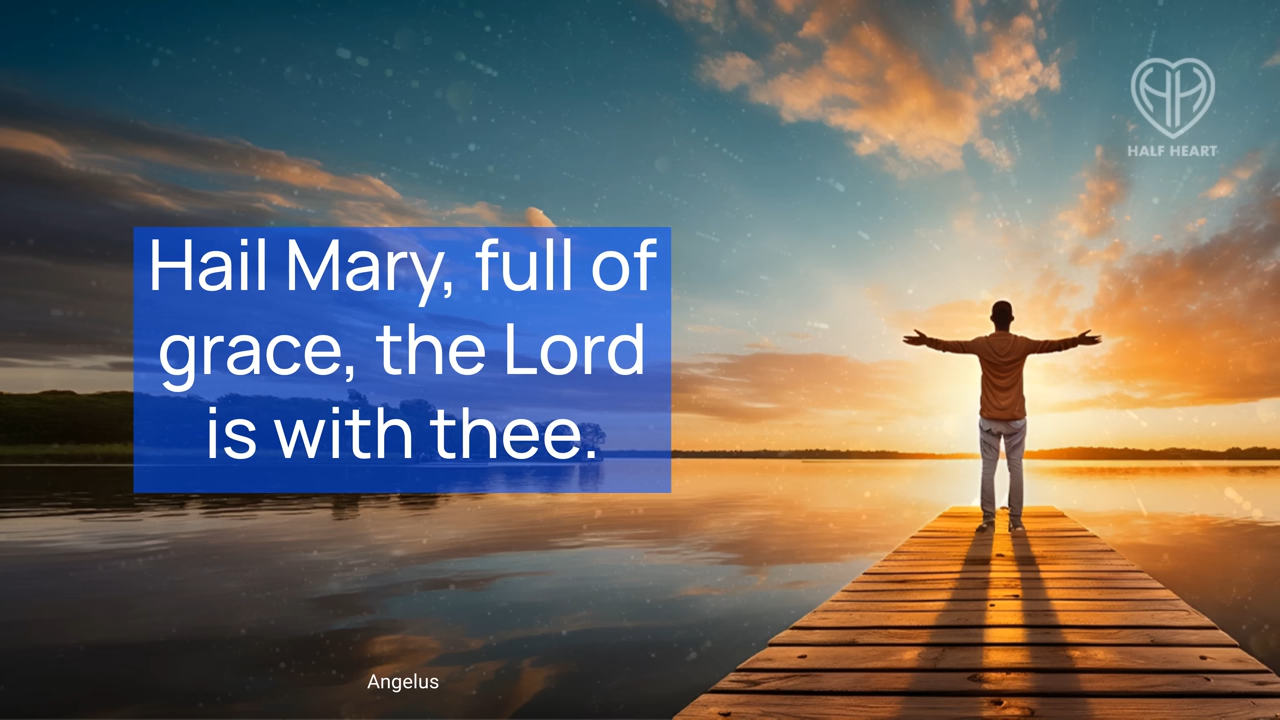 HALF HEART
Hail Mary, full of
grace, the Lord
is with thee.
Angelus